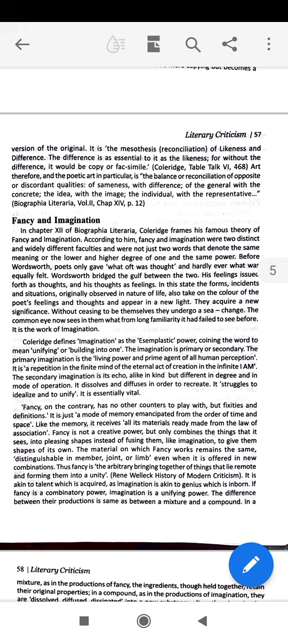 Literary Criticism | 57
version of the original. It is 'the mesothesis (reconciliation) of Likeness and
Difference. The difference is as essential to it as the likeness; for without the
difference, it would be copy or fac-simile.' (Coleridge, Table Talk VI, 468) Art
therefore, and the poetic art in particular, is "the balance or reconciliation of opposite
or discordant qualities: of sameness, with difference; of the general with the
concrete; the idea, with the image; the individual, with the representative..."
(Biographia Literaria, Vol.II, Chap XIV, p. 12)
Fancy and Imagination
In chapter XII of Biographia Literaria, Coleridge frames his famous theory of
Fancy and Imagination. According to him, fancy and imagination were two distinct
and widely different faculties and were not just two words that denote the same
meaning or the lower and higher degree of one and the same power. Before
Wordsworth, poets only gave 'what oft was thought' and hardly ever what was
equally felt. Wordsworth bridged the gulf between the two. His feelings issued
forth as thoughts, and his thoughts as feelings. In this state the forms, incidents
and situations, originally observed in nature of life, also take on the colour of the
poet's feelings and thoughts and appear in a new light. They acquire a new
significance. Without ceasing to be themselves they undergo a sea – change. The
common eye now sees in them what from long familiarity it had failed to see before.
It is the work of Imagination.
Coleridge defines 'Imagination' as the 'Esemplastic' power, coining the word to
mean 'unifying' or 'building into one'. The imagination is primary or secondary. The
primary imagination is the 'living power and prime agent of all human perception'.
It is 'a repetition in the finite mind of the eternal act of creation in the infinite I AM'.
The secondary imagination is its echo, alike in kind but different in degree and in
mode of operation. It dissolves and diffuses in order to recreate. It 'struggles to
idealize and to unify'. It is essentially vital.
'Fancy, on the contrary, has no other counters to play with, but fixities and
definitions.' It is just 'a mode of memory emancipated from the order of time and
space'. Like the memory, it receives 'all its materials ready made from the law of
association'. Fancy is not a creative power, but only combines the things that it
sees, into pleasing shapes instead of fusing them, like imagination, to give them
shapes of its own. The material on which Fancy works remains the same,
'distinguishable in member, joint, or limb' even when it is offered in new
combinations. Thus fancy is 'the arbitrary bringing together of things that lie remote
and forming them into a unity'. (Rene Welleck History of Modern Criticism). It is
akin to talent which is acquired, as imagination is akin to genius which is inborn. If
fancy is a combinatory power, imagination is a unifying power. The difference
between their productions is same as between a mixture and a compound. In a
5
58 | Literary Criticism
mixture, as in the productions of fancy, the ingredients, though held together, retain
their original properties; in a compound, as in the productions of imagination, they